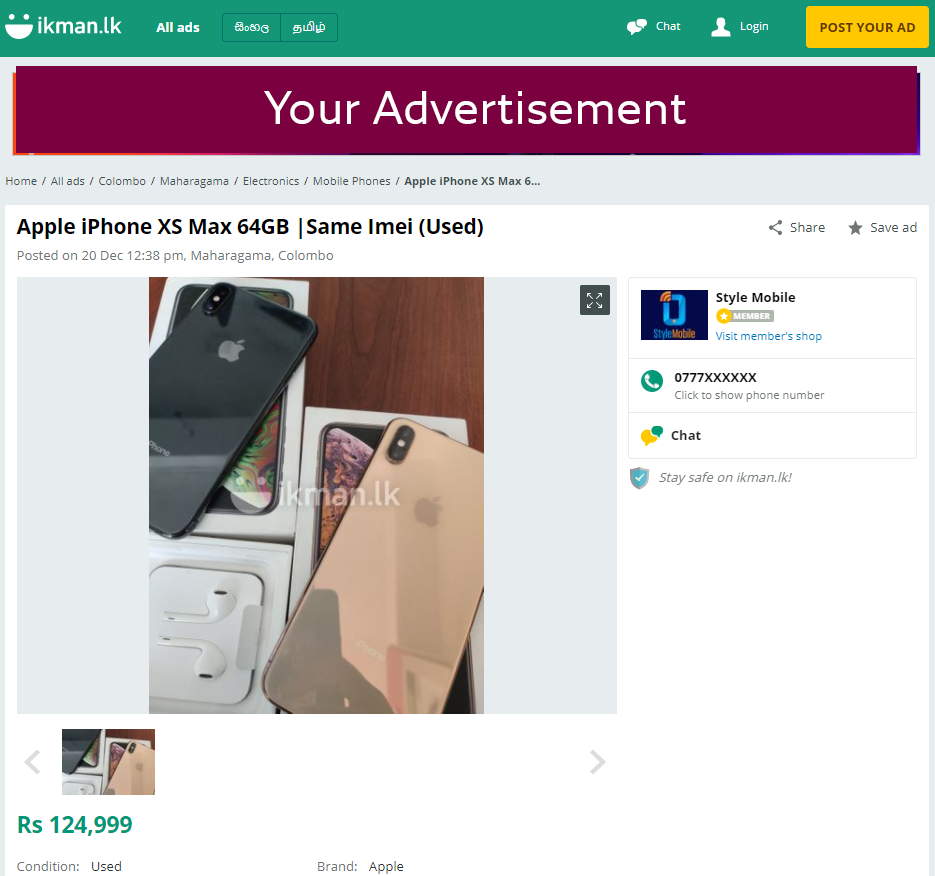 ikman.lk
All ads
සිංහල
தமிழ்
Chat
Login
POST YOUR AD
Your Advertisement
Home / All ads / Colombo / Maharagama / Electronics / Mobile Phones / Apple iPhone XS Max 6...
Apple iPhone XS Max 64GB |Same Imei (Used)
Share
Save ad
Posted on 20 Dec 12:38 pm, Maharagama, Colombo
iPhone
ikman.lk
iPhone
StyleMobile
Style Mobile
MEMBER
Visit member's shop
0777XXXXXX
Click to show phone number
Chat
Stay safe on ikman.lk!
Rs 124,999
Condition: Used
Brand: Apple